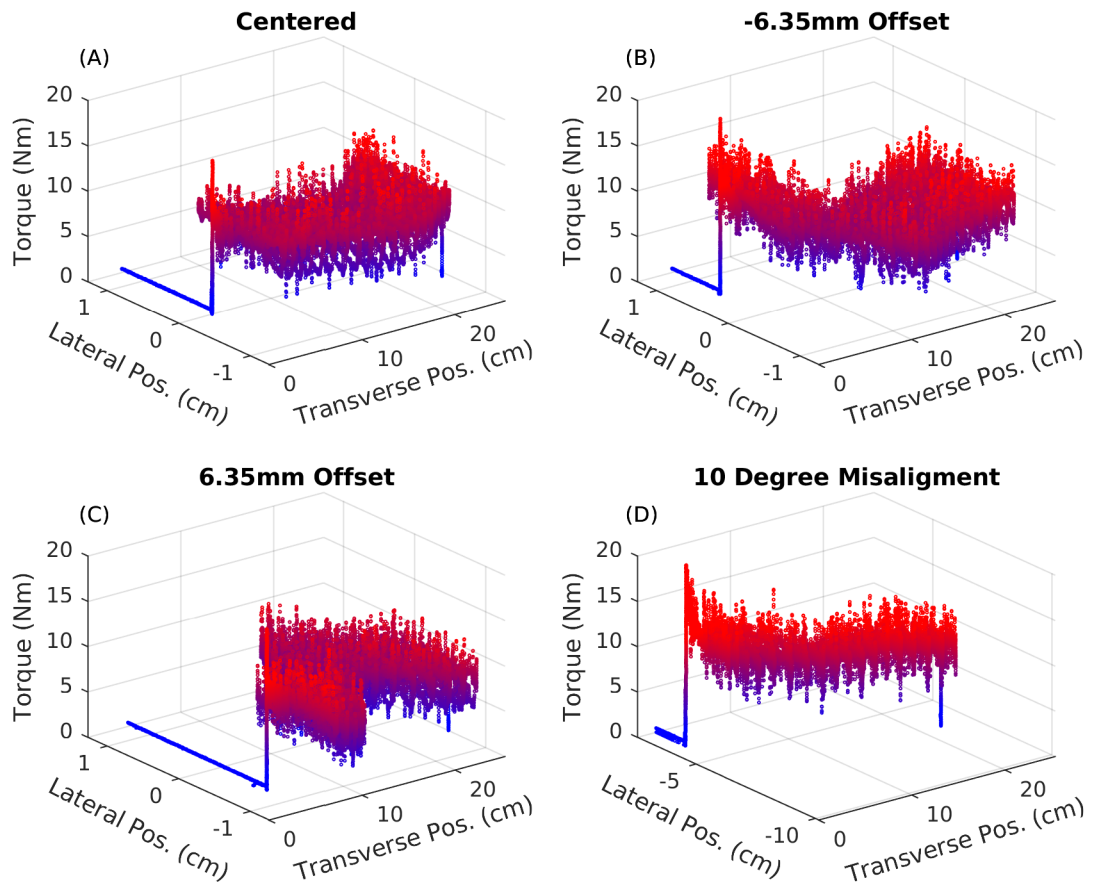 Centered
(A)
20
15
10
5
0
Torque (Nm)
1
0
-1
Lateral Pos. (cm)
0
10
20
Transverse Pos. (cm)
-6.35mm Offset
(B)
20
15
10
5
0
Torque (Nm)
1
0
-1
Lateral Pos. (cm)
0
10
20
Transverse Pos. (cm)
6.35mm Offset
(C)
20
15
10
5
0
Torque (Nm)
1
0
-1
Lateral Pos. (cm)
0
10
20
Transverse Pos. (cm)
10 Degree Misaligment
(D)
20
15
10
5
0
Torque (Nm)
-5
-10
Lateral Pos. (cm)
0
10
20
Transverse Pos. (cm)